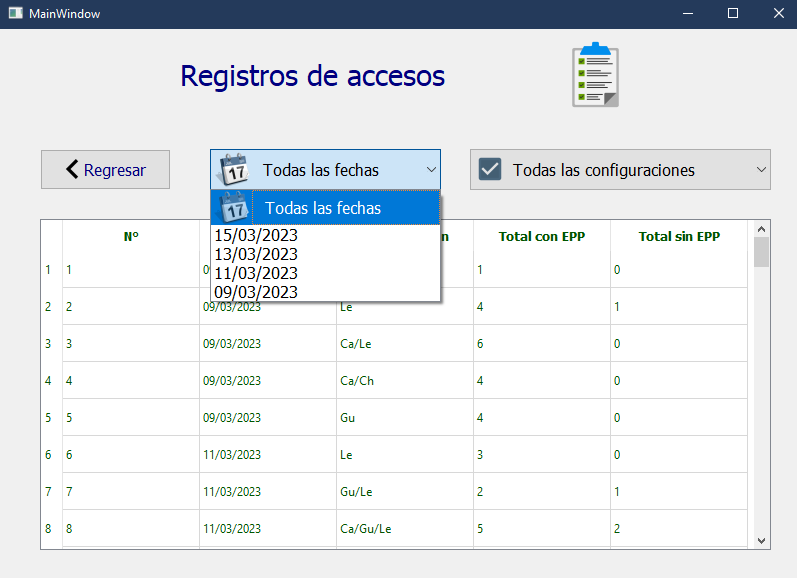 MainWindow
Registros de accesos
Regresar
17 Todas las fechas
Todas las configuraciones
17 Todas las fechas
15/03/2023
13/03/2023
11/03/2023
09/03/2023
N° n Total con EPP Total sin EPP
1 1 0 1 0
2 2 09/03/2023 Le 4 1
3 3 09/03/2023 Ca/Le 6 0
4 4 09/03/2023 Ca/Ch 4 0
5 5 09/03/2023 Gu 4 0
6 6 11/03/2023 Le 3 0
7 7 11/03/2023 Gu/Le 2 1
8 8 11/03/2023 Ca/Gu/Le 5 2